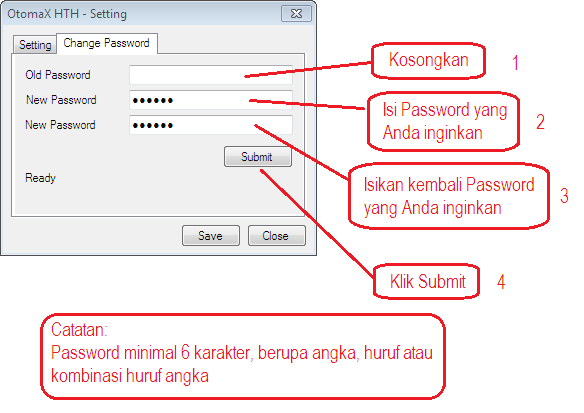 OtomaX HTH - Setting
Setting
Change Password
Old Password
New Password
New Password
Submit
Ready
Save
Close
Kosongkan
1
Isi Password yang
Anda inginkan
2
Isikan kembali Password
yang Anda inginkan
3
Klik Submit
4
Catatan:
Password minimal 6 karakter, berupa angka, huruf atau
kombinasi huruf angka